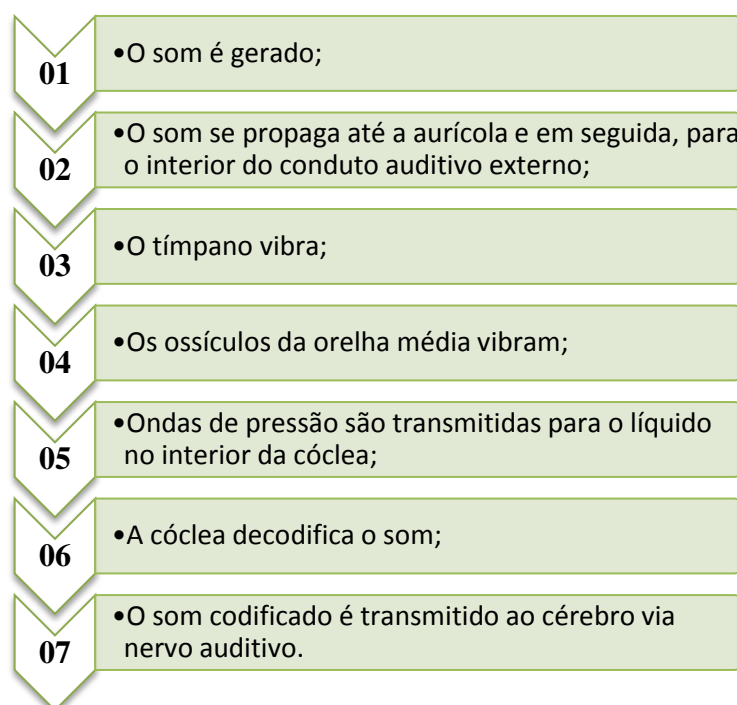 01
•O som é gerado;
02
•O som se propaga até a aurícola e em seguida, para
o interior do conduto auditivo externo;
03
•O tímpano vibra;
04
•Os ossículos da orelha média vibram;
05
•Ondas de pressão são transmitidas para o líquido
no interior da cóclea;
06
•A cóclea decodifica o som;
07
•O som codificado é transmitido ao cérebro via
nervo auditivo.